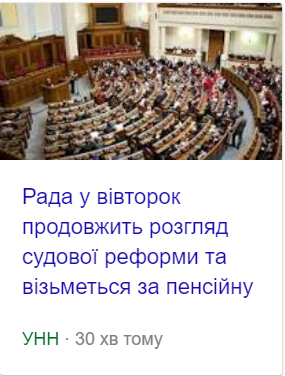 Рада у вівторок
продовжить розгляд
судової реформи та
візьметься за пенсійну
УНН · 30 хв тому